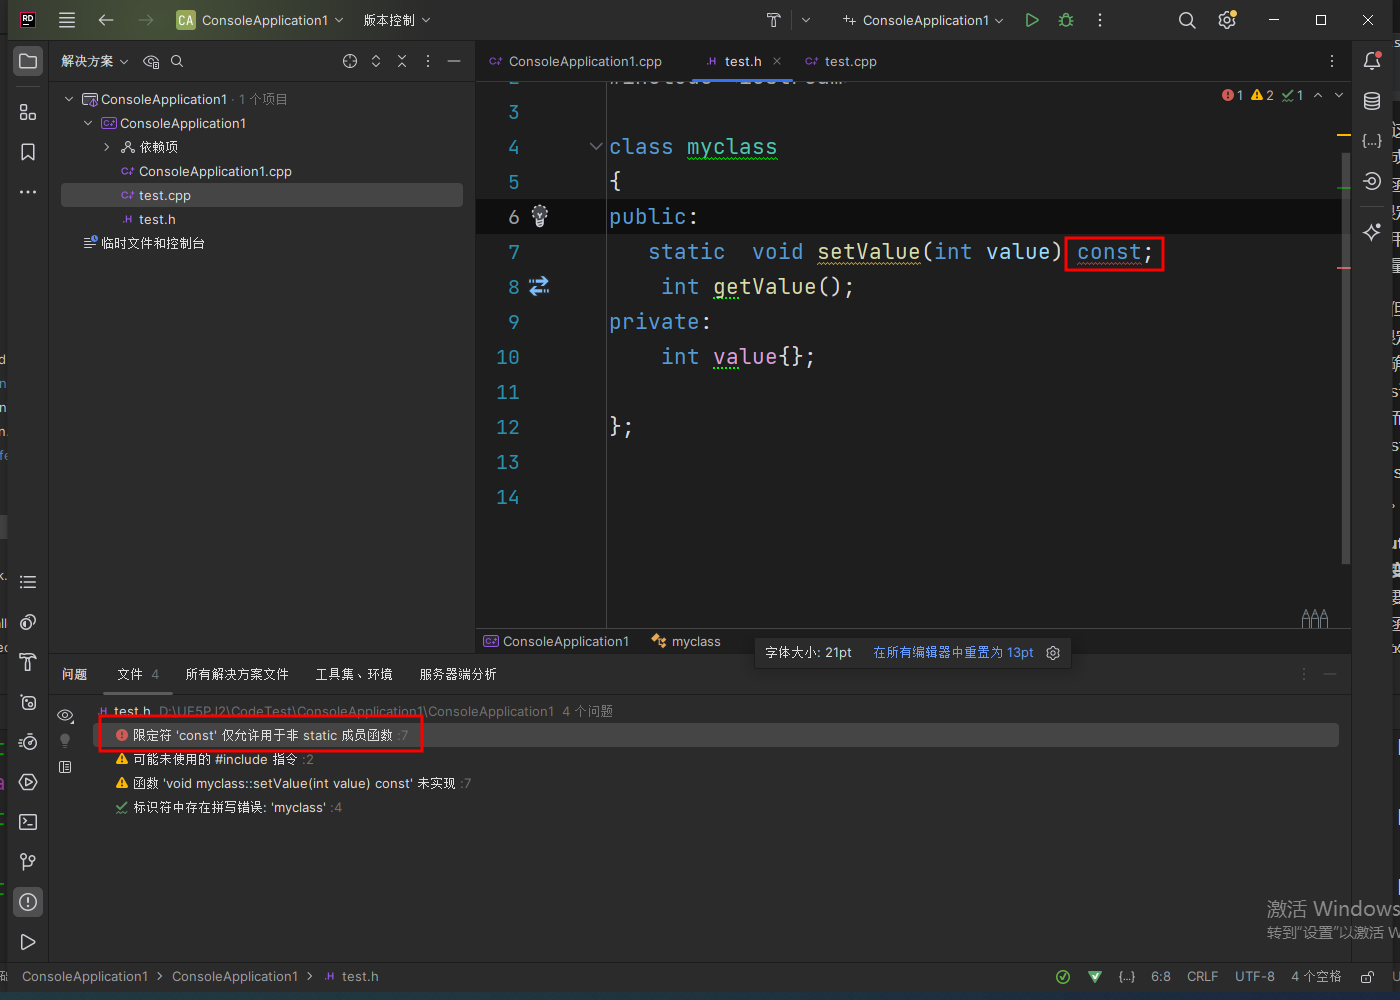 RD
CA ConsoleApplication1 版本控制 ConsoleApplication1
解决方案
ConsoleApplication1 · 1 个项目
ConsoleApplication1
依赖项
ConsoleApplication1.cpp
test.cpp
test.h
临时文件和控制台
ConsoleApplication1.cpp test.h test.cpp
1 2 1
3
4 class myclass
5 {
6 public:
7 static void setValue(int value) const;
8 int getValue();
9 private:
10 int value{};
11
12 };
13
14
ConsoleApplication1 myclass
字体大小: 21pt 在所有编辑器中重置为 13pt
问题 文件 4 所有解决方案文件 工具集、环境 服务器端分析
test.h D:\UE5PJ2\CodeTest\ConsoleApplication1\ConsoleApplication1 4 个问题
限定符 'const' 仅允许用于非 static 成员函数 :7
可能未使用的 #include 指令 :2
函数 'void myclass::setValue(int value) const' 未实现 :7
标识符中存在拼写错误: 'myclass' :4
激活 Windows
转到“设置”以激活 W
ConsoleApplication1 > ConsoleApplication1 > test.h
6:8 CRLF UTF-8 4 个空格